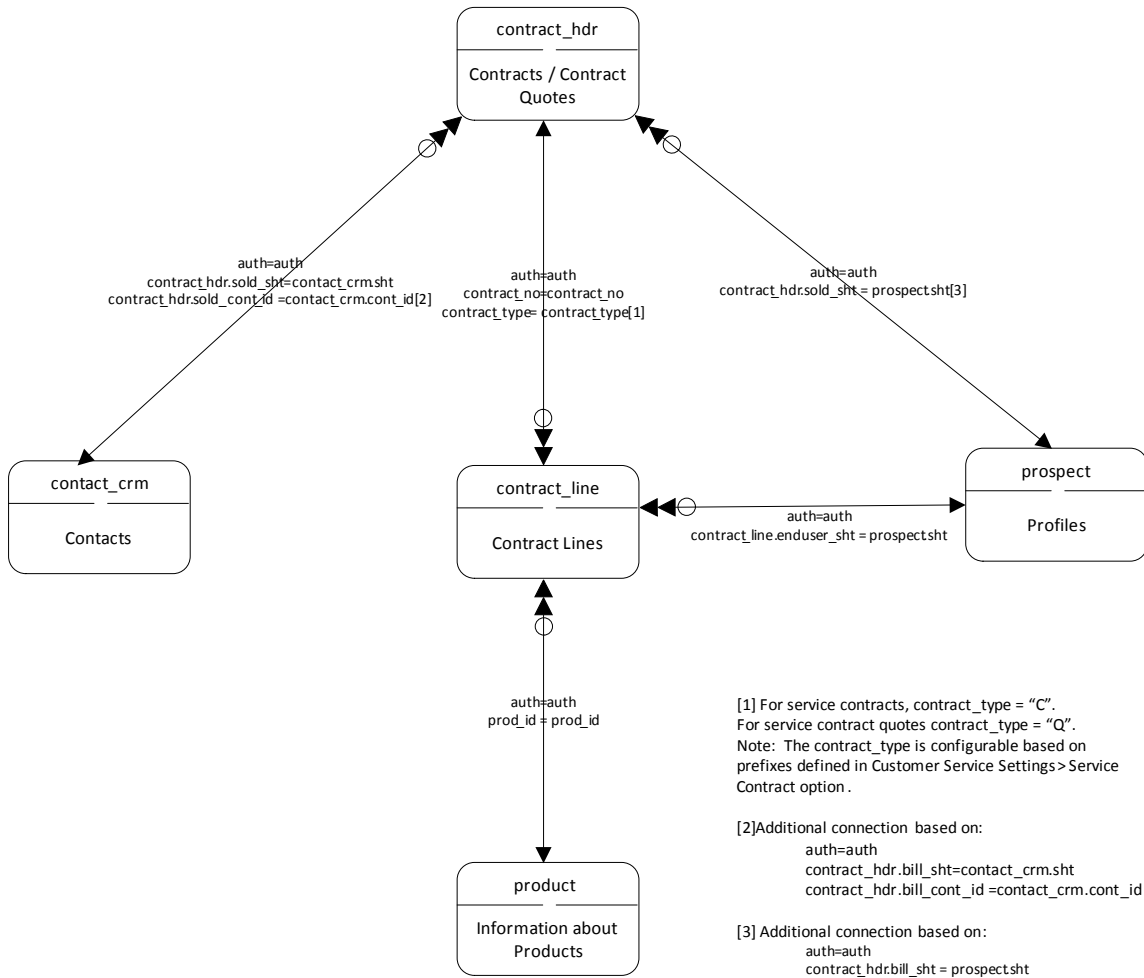 contract_hdr
Contracts / Contract
Quotes
auth=auth
contract_hdr.sold_sht=contact_crm.sht
contract_hdr.sold_cont_id =contact_crm.cont_id[2]
auth=auth
contract_no=contract_no
contract_type= contract_type[1]
auth=auth
contract_hdr.sold_sht = prospect.sht[3]
contact_crm
Contacts
contract_line
Contract Lines
auth=auth
contract_line.enduser_sht = prospect.sht
prospect
Profiles
auth=auth
prod_id = prod_id
product
Information about
Products
[1] For service contracts, contract_type = “C”.
For service contract quotes contract_type = “Q”.
Note: The contract_type is configurable based on
prefixes defined in Customer Service Settings>Service
Contract option.
[2]Additional connection based on:
auth=auth
contract_hdr.bill_sht=contact_crm.sht
contract_hdr.bill_cont_id =contact_crm.cont_id
[3] Additional connection based on:
auth=auth
contract_hdr.bill_sht = prospect.sht